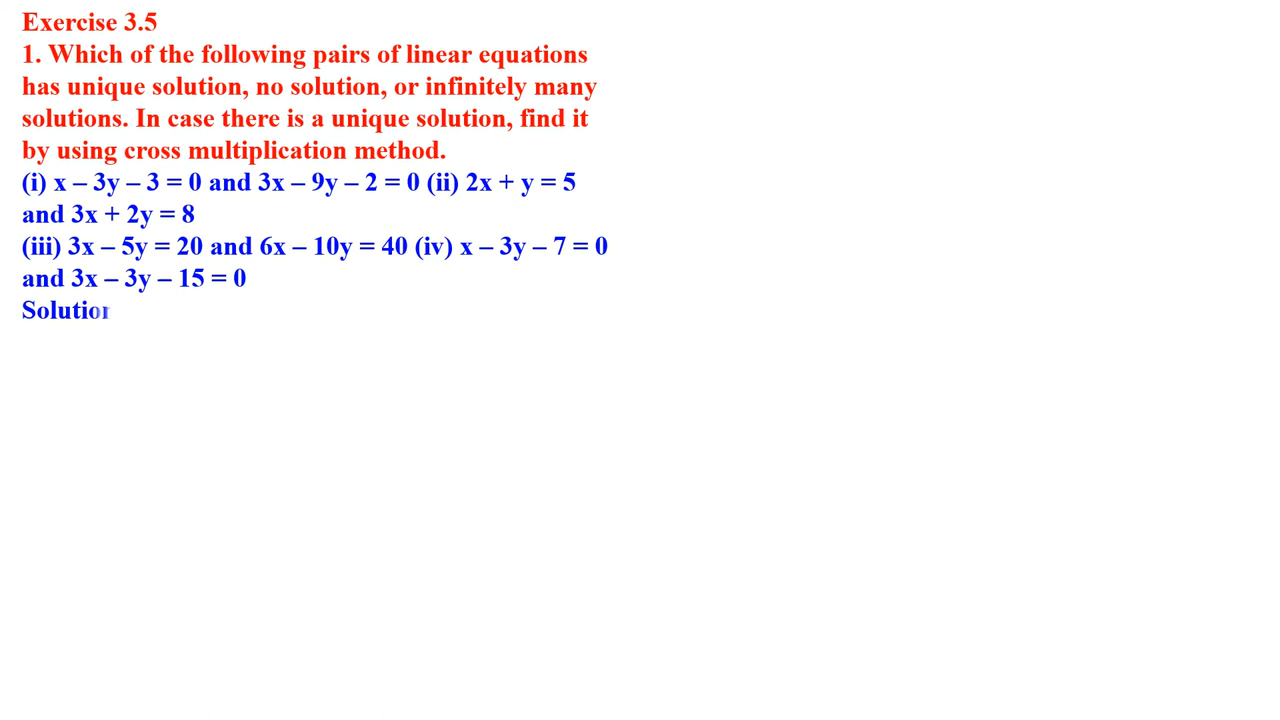 Exercise 3.5
1. Which of the following pairs of linear equations
has unique solution, no solution, or infinitely many
solutions. In case there is a unique solution, find it
by using cross multiplication method.
(i) x – 3y – 3 = 0 and 3x – 9y – 2 = 0 (ii) 2x + y = 5
and 3x + 2y = 8
(iii) 3x – 5y = 20 and 6x – 10y = 40 (iv) x – 3y – 7 = 0
and 3x – 3y – 15 = 0
Solution